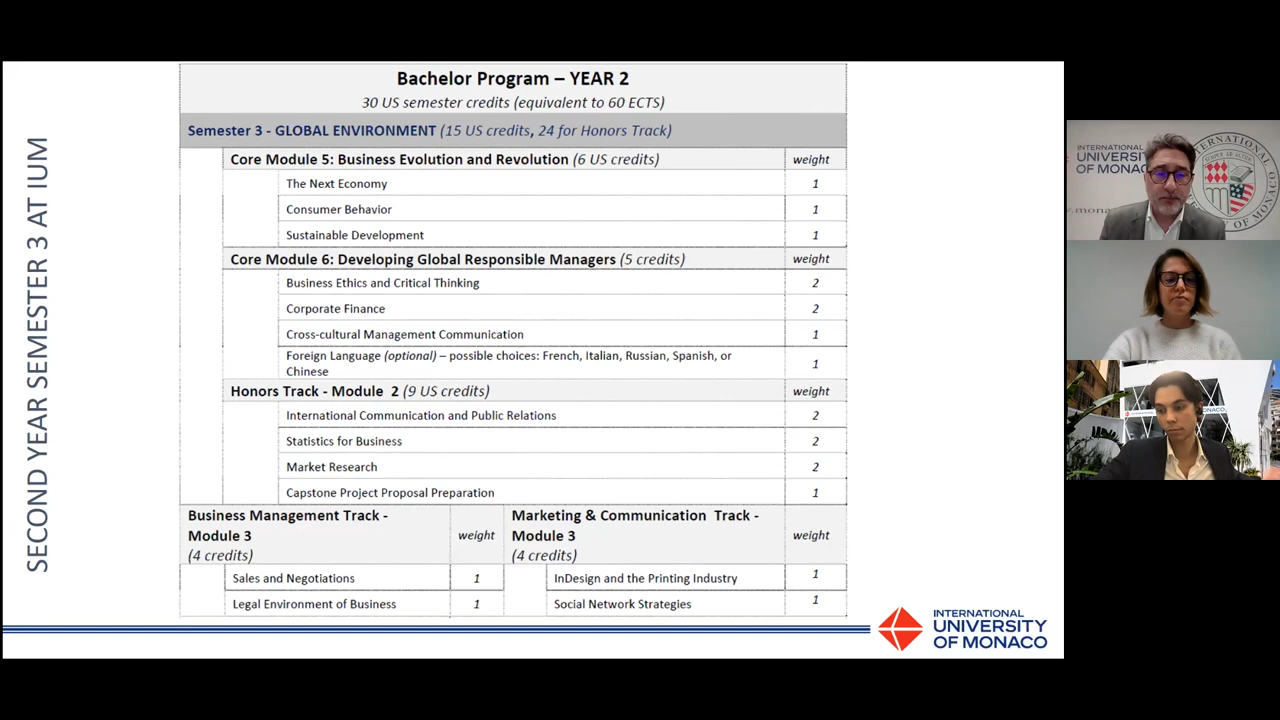 SECOND YEAR SEMESTER 3 AT IUM
Bachelor Program – YEAR 2
30 US semester credits (equivalent to 60 ECTS)
Semester 3 - GLOBAL ENVIRONMENT (15 US credits, 24 for Honors Track)
Core Module 5: Business Evolution and Revolution (6 US credits) weight
The Next Economy 1
Consumer Behavior 1
Sustainable Development 1
Core Module 6: Developing Global Responsible Managers (5 credits) weight
Business Ethics and Critical Thinking 2
Corporate Finance 2
Cross-cultural Management Communication 1
Foreign Language (optional) – possible choices: French, Italian, Russian, Spanish, or
Chinese 1
Honors Track - Module 2 (9 US credits) weight
International Communication and Public Relations 2
Statistics for Business 2
Market Research 2
Capstone Project Proposal Preparation 1
Business Management Track -
Module 3 weight
(4 credits)
Sales and Negotiations 1
Legal Environment of Business 1
Marketing & Communication Track -
Module 3 weight
(4 credits)
InDesign and the Printing Industry 1
Social Network Strategies 1
INTERNATIONAL
UNIVERSITY
OF MONACO
INTERNATIONAL
UNIVERS
OF MONA